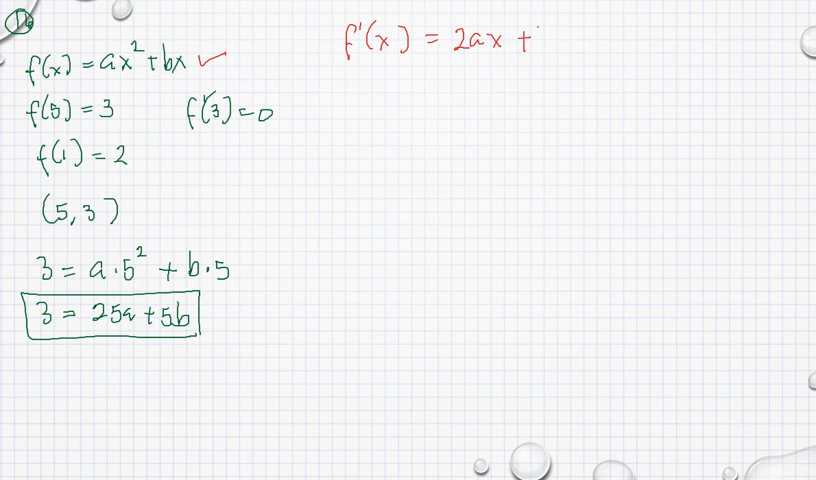 16
f(x) = ax² + bx ✓
f(5) = 3
f'(3) = 0
f(1) = 2
(5, 3)
3 = a·5² + b·5
3 = 25a + 5b
f'(x) = 2ax +